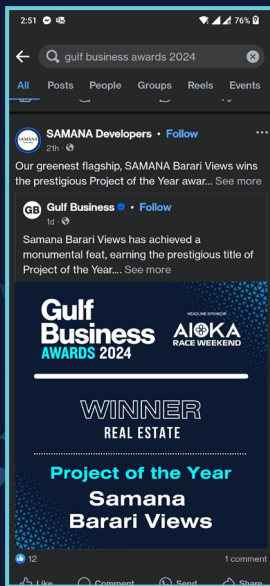 2:51
76%
gulf business awards 2024
All Posts People Groups Reels Events
SAMANA Developers • Follow
21h
Our greenest flagship, SAMANA Barari Views wins
the prestigious Project of the Year awar... See more
GB Gulf Business • Follow
1d
Samana Barari Views has achieved a
monumental feat, earning the prestigious title of
Project of the Year.... See more
Gulf
Business
AWARDS 2024
HEADLINE SPONSOR
RACE WEEKEND
WINNER
REAL ESTATE
Project of the Year
Samana
Barari Views
12
1 comment
Like Comment Send Share